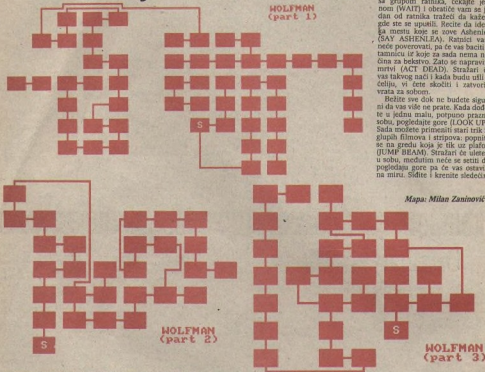 WOLFMAN
(part 1)
S
sa grupom ratnika, čekajte je-
nom (WAIT) i obratiće vam se je-
dan od ratnika tražeći da kaže
gde ste se uputili. Recite da ide
ka mestu koje se zove Ashenle
(SAY ASHENLEA). Ratnici va
neće poverovati, pa će vas baciti
tamnicu iz koje za sada nema n
čina za bekstvo. Zato se napravi
mrtvi (ACT DEAD). Stražari
vas takvog naći i kada budu ulil
ćeliju, vi ćete skočiti i zatvori
vrata za sobom.
Bežite sve dok ne budete sigu
ni da vas više ne prate. Kada dođ
te u jednu malu, potpuno prazn
sobu, pogledajte gore (LOOK UP
Sada možete primeniti stari trik
glupih filmova i stripova: popnit
se na gredu koja je tik uz plafo
(JUMP BEAM). Stražari će ulete
u sobu, međutim neće se setiti d
pogledaju gore pa će vas ostavi
na miru. Siđite i krenite sledeći
Mapa: Milan Zaninović
WOLFMAN
(part 2)
S
S
WOLFMAN
(part 3)